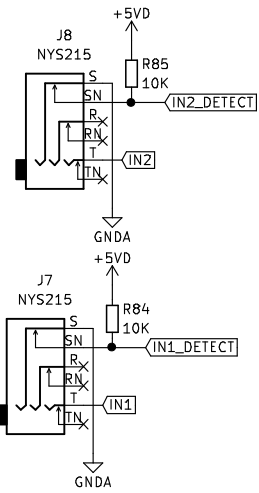 +5VD
J8
NYS215
R85
10K
S
SN
IN2_DETECT
R
RN
T
IN2
TN
GNDA
+5VD
J7
NYS215
R84
10K
S
SN
IN1_DETECT
R
RN
T
IN1
TN
GNDA